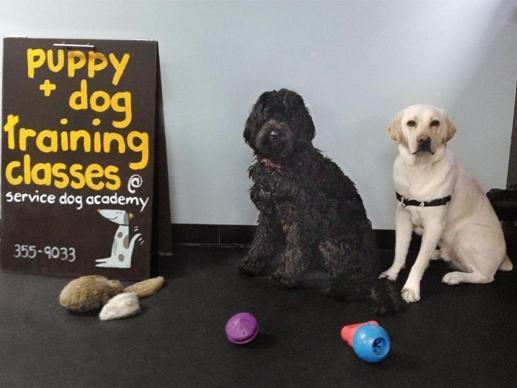 puppy
+ dog
training
classes @
service dog academy
355-9033